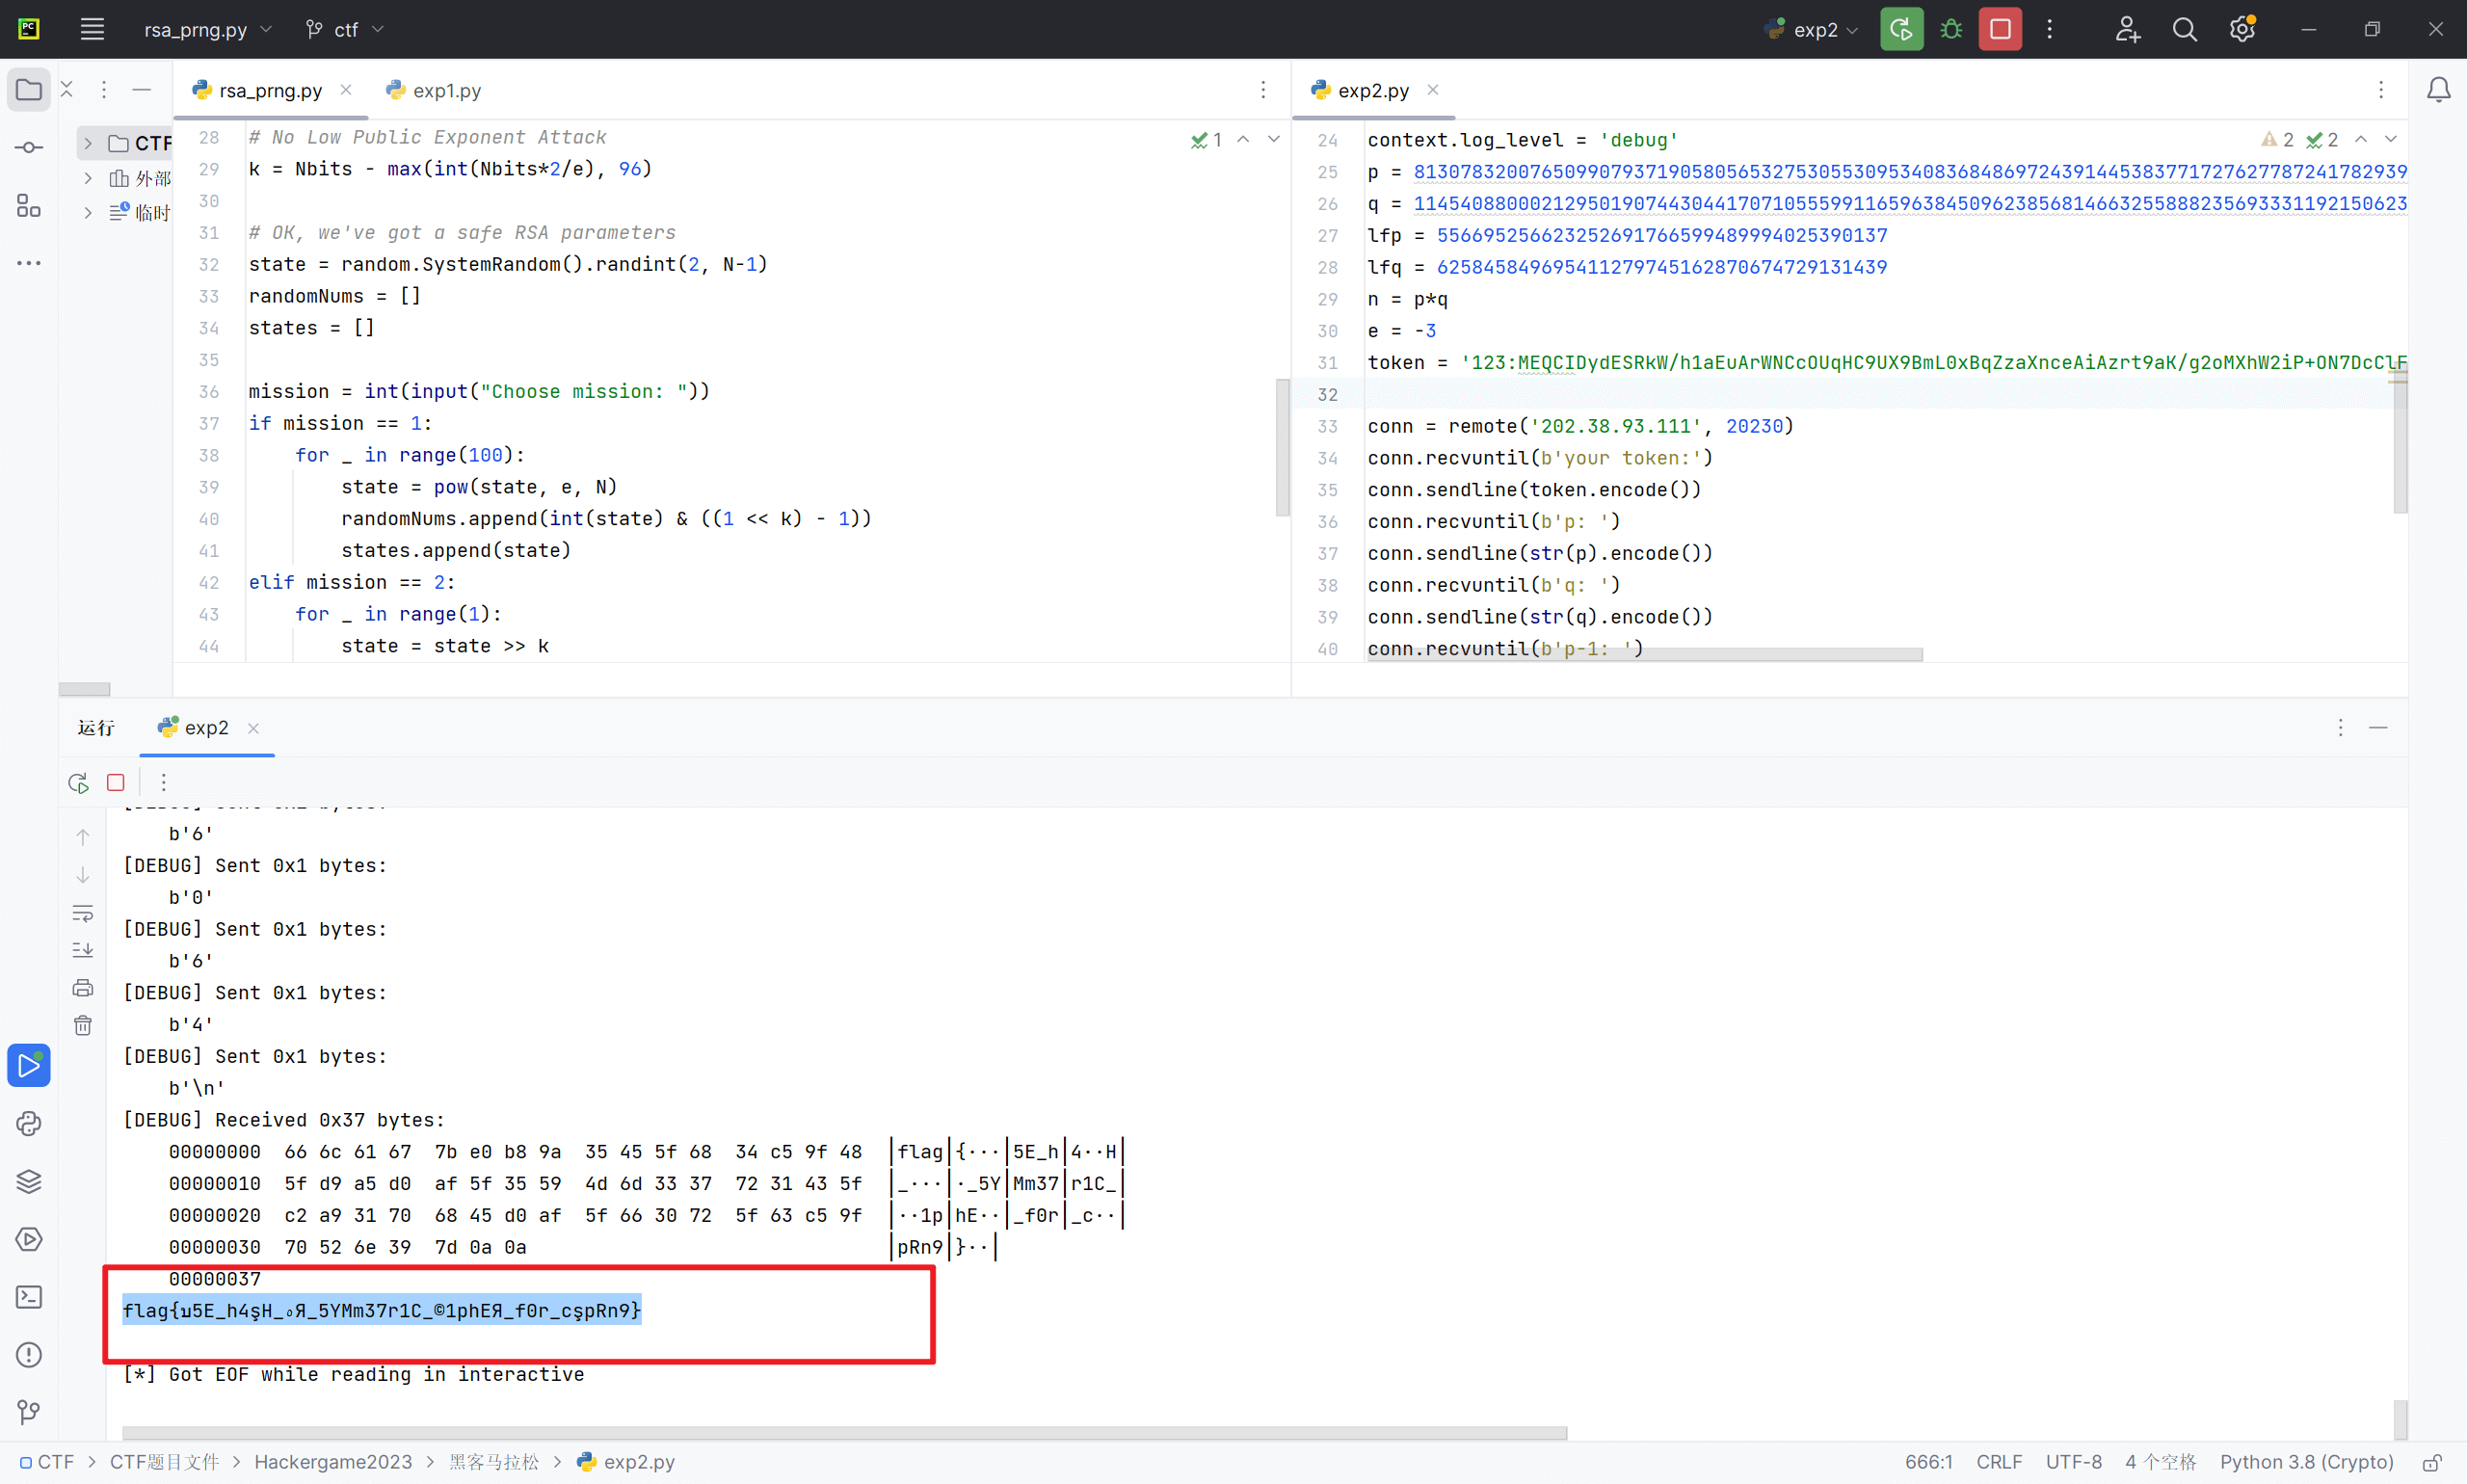 PC rsa_prng.py ctf exp2
rsa_prng.py exp1.py
exp2.py
CTF
外部
临时
28 # No Low Public Exponent Attack
29 k = Nbits - max(int(Nbits*2/e), 96)
30
31 # OK, we've got a safe RSA parameters
32 state = random.SystemRandom().randint(2, N-1)
33 randomNums = []
34 states = []
35
36 mission = int(input("Choose mission: "))
37 if mission == 1:
38 for _ in range(100):
39 state = pow(state, e, N)
40 randomNums.append(int(state) & ((1 << k) - 1))
41 states.append(state)
42 elif mission == 2:
43 for _ in range(1):
44 state = state >> k
1
24 context.log_level = 'debug'
25 p = 81307832007650990793719058056532753055309534083684869724391445383771727627787241782939
26 q = 11454088000212950190744304417071055599116596384509623856814663255888235693331192150623
27 lfp = 556695256623252691766599489994025390137
28 lfq = 625845849695411279745162870674729131439
29 n = p*q
30 e = -3
31 token = '123:MEQCIDydESRkW/h1aEuArWNCcOUqHC9UX9BmL0xBqZzaXnceAiAzrt9aK/g2oMXhW2iP+ON7DcClF
32
33 conn = remote('202.38.93.111', 20230)
34 conn.recvuntil(b'your token:')
35 conn.sendline(token.encode())
36 conn.recvuntil(b'p: ')
37 conn.sendline(str(p).encode())
38 conn.recvuntil(b'q: ')
39 conn.sendline(str(q).encode())
40 conn.recvuntil(b'p-1: ')
2 2
运行 exp2
b'6'
[DEBUG] Sent 0x1 bytes:
b'0'
[DEBUG] Sent 0x1 bytes:
b'6'
[DEBUG] Sent 0x1 bytes:
b'4'
[DEBUG] Sent 0x1 bytes:
b'\n'
[DEBUG] Received 0x37 bytes:
00000000 66 6c 61 67 7b e0 b8 9a 35 45 5f 68 34 c5 9f 48 │flag│{···│5E_h│4··H│
00000010 5f d9 a5 d0 af 5f 35 59 4d 6d 33 37 72 31 43 5f │_···│·_5Y│Mm37│r1C_│
00000020 c2 a9 31 70 68 45 d0 af 5f 66 30 72 5f 63 c5 9f │··1p│hE··│_f0r│_c··│
00000030 70 52 6e 39 7d 0a 0a │pRn9│}··│
00000037
flag{บ5E_h4şH_٥Я_5YMm37r1C_©1phEЯ_f0r_cşpRn9}
[*] Got EOF while reading in interactive
CTF > CTF题目文件 > Hackergame2023 > 黑客马拉松 > exp2.py 666:1 CRLF UTF-8 4 个空格 Python 3.8 (Crypto)